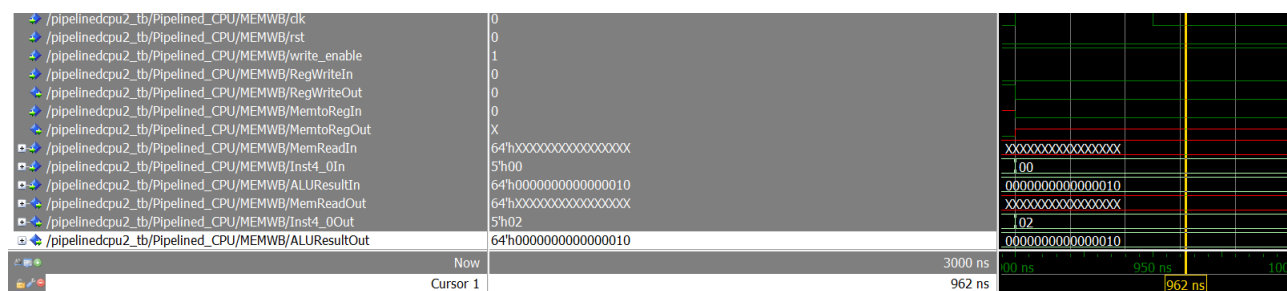 /pipelinedcpu2_tb/Pipelined_CPU/MEMWB/clk 0
/pipelinedcpu2_tb/Pipelined_CPU/MEMWB/rst 0
/pipelinedcpu2_tb/Pipelined_CPU/MEMWB/write_enable 1
/pipelinedcpu2_tb/Pipelined_CPU/MEMWB/RegWriteIn 0
/pipelinedcpu2_tb/Pipelined_CPU/MEMWB/RegWriteOut 0
/pipelinedcpu2_tb/Pipelined_CPU/MEMWB/MemtoRegIn 0
/pipelinedcpu2_tb/Pipelined_CPU/MEMWB/MemtoRegOut X
/pipelinedcpu2_tb/Pipelined_CPU/MEMWB/MemReadIn 64'hXXXXXXXXXXXXXXXX XXXXXXXXXXXXXXXX
/pipelinedcpu2_tb/Pipelined_CPU/MEMWB/Inst4_0In 5'h00 00
/pipelinedcpu2_tb/Pipelined_CPU/MEMWB/ALUResultIn 64'h0000000000000010 0000000000000010
/pipelinedcpu2_tb/Pipelined_CPU/MEMWB/MemReadOut 64'hXXXXXXXXXXXXXXXX XXXXXXXXXXXXXXXX
/pipelinedcpu2_tb/Pipelined_CPU/MEMWB/Inst4_0Out 5'h02 02
/pipelinedcpu2_tb/Pipelined_CPU/MEMWB/ALUResultOut 64'h0000000000000010 0000000000000010
Now 3000 ns 950 ns
Cursor 1 962 ns 962 ns